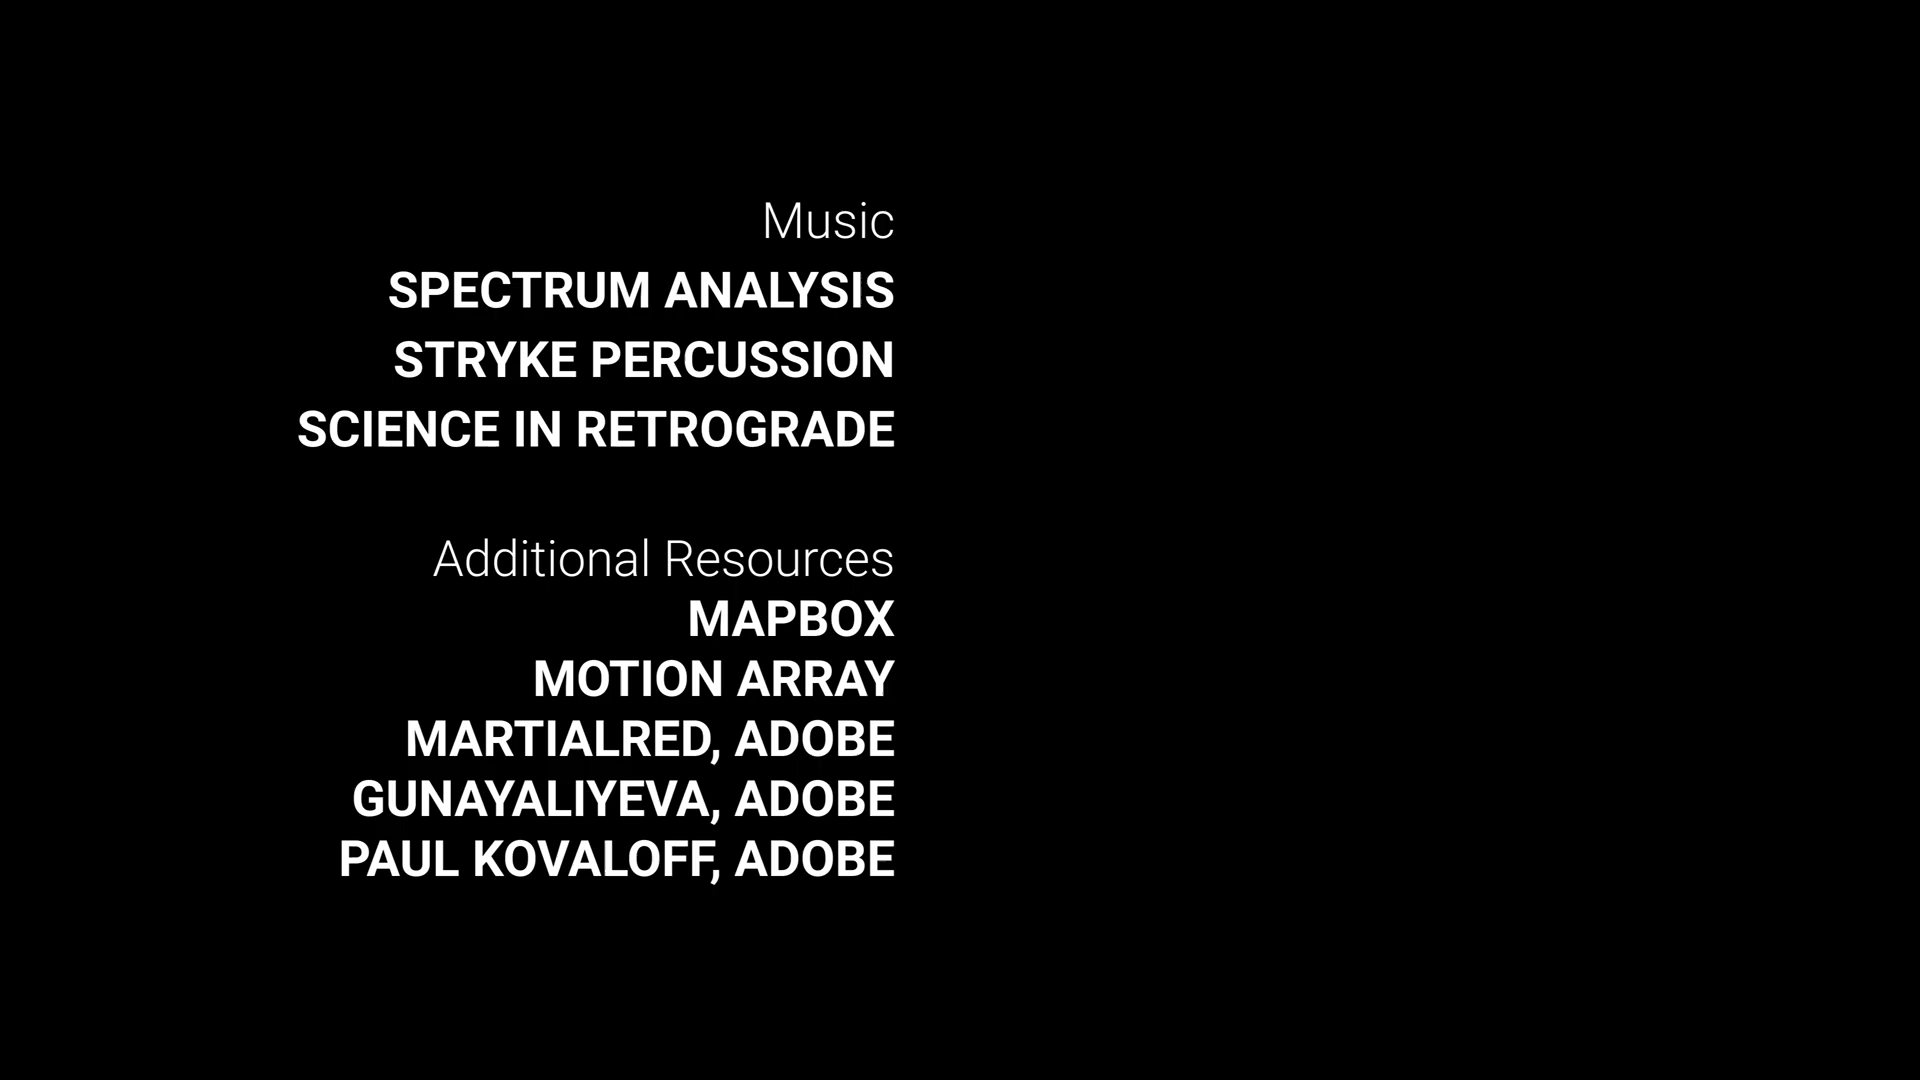 Music
SPECTRUM ANALYSIS
STRYKE PERCUSSION
SCIENCE IN RETROGRADE
Additional Resources
MAPBOX
MOTION ARRAY
MARTIALRED, ADOBE
GUNAYALIYEVA, ADOBE
PAUL KOVALOFF, ADOBE